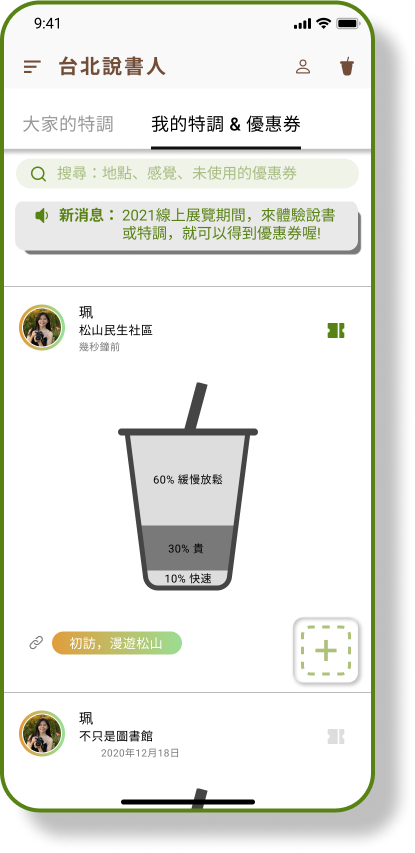 9:41
台北說書人
大家的特調
我的特調 & 優惠券
搜尋：地點、感覺、未使用的優惠券
新消息： 2021線上展覽期間，來體驗說書
或特調，就可以得到優惠券喔!
珮
松山民生社區
幾秒鐘前
60% 緩慢放鬆
30% 貴
10% 快速
初訪，漫遊松山
珮
不只是圖書館
2020年12月18日